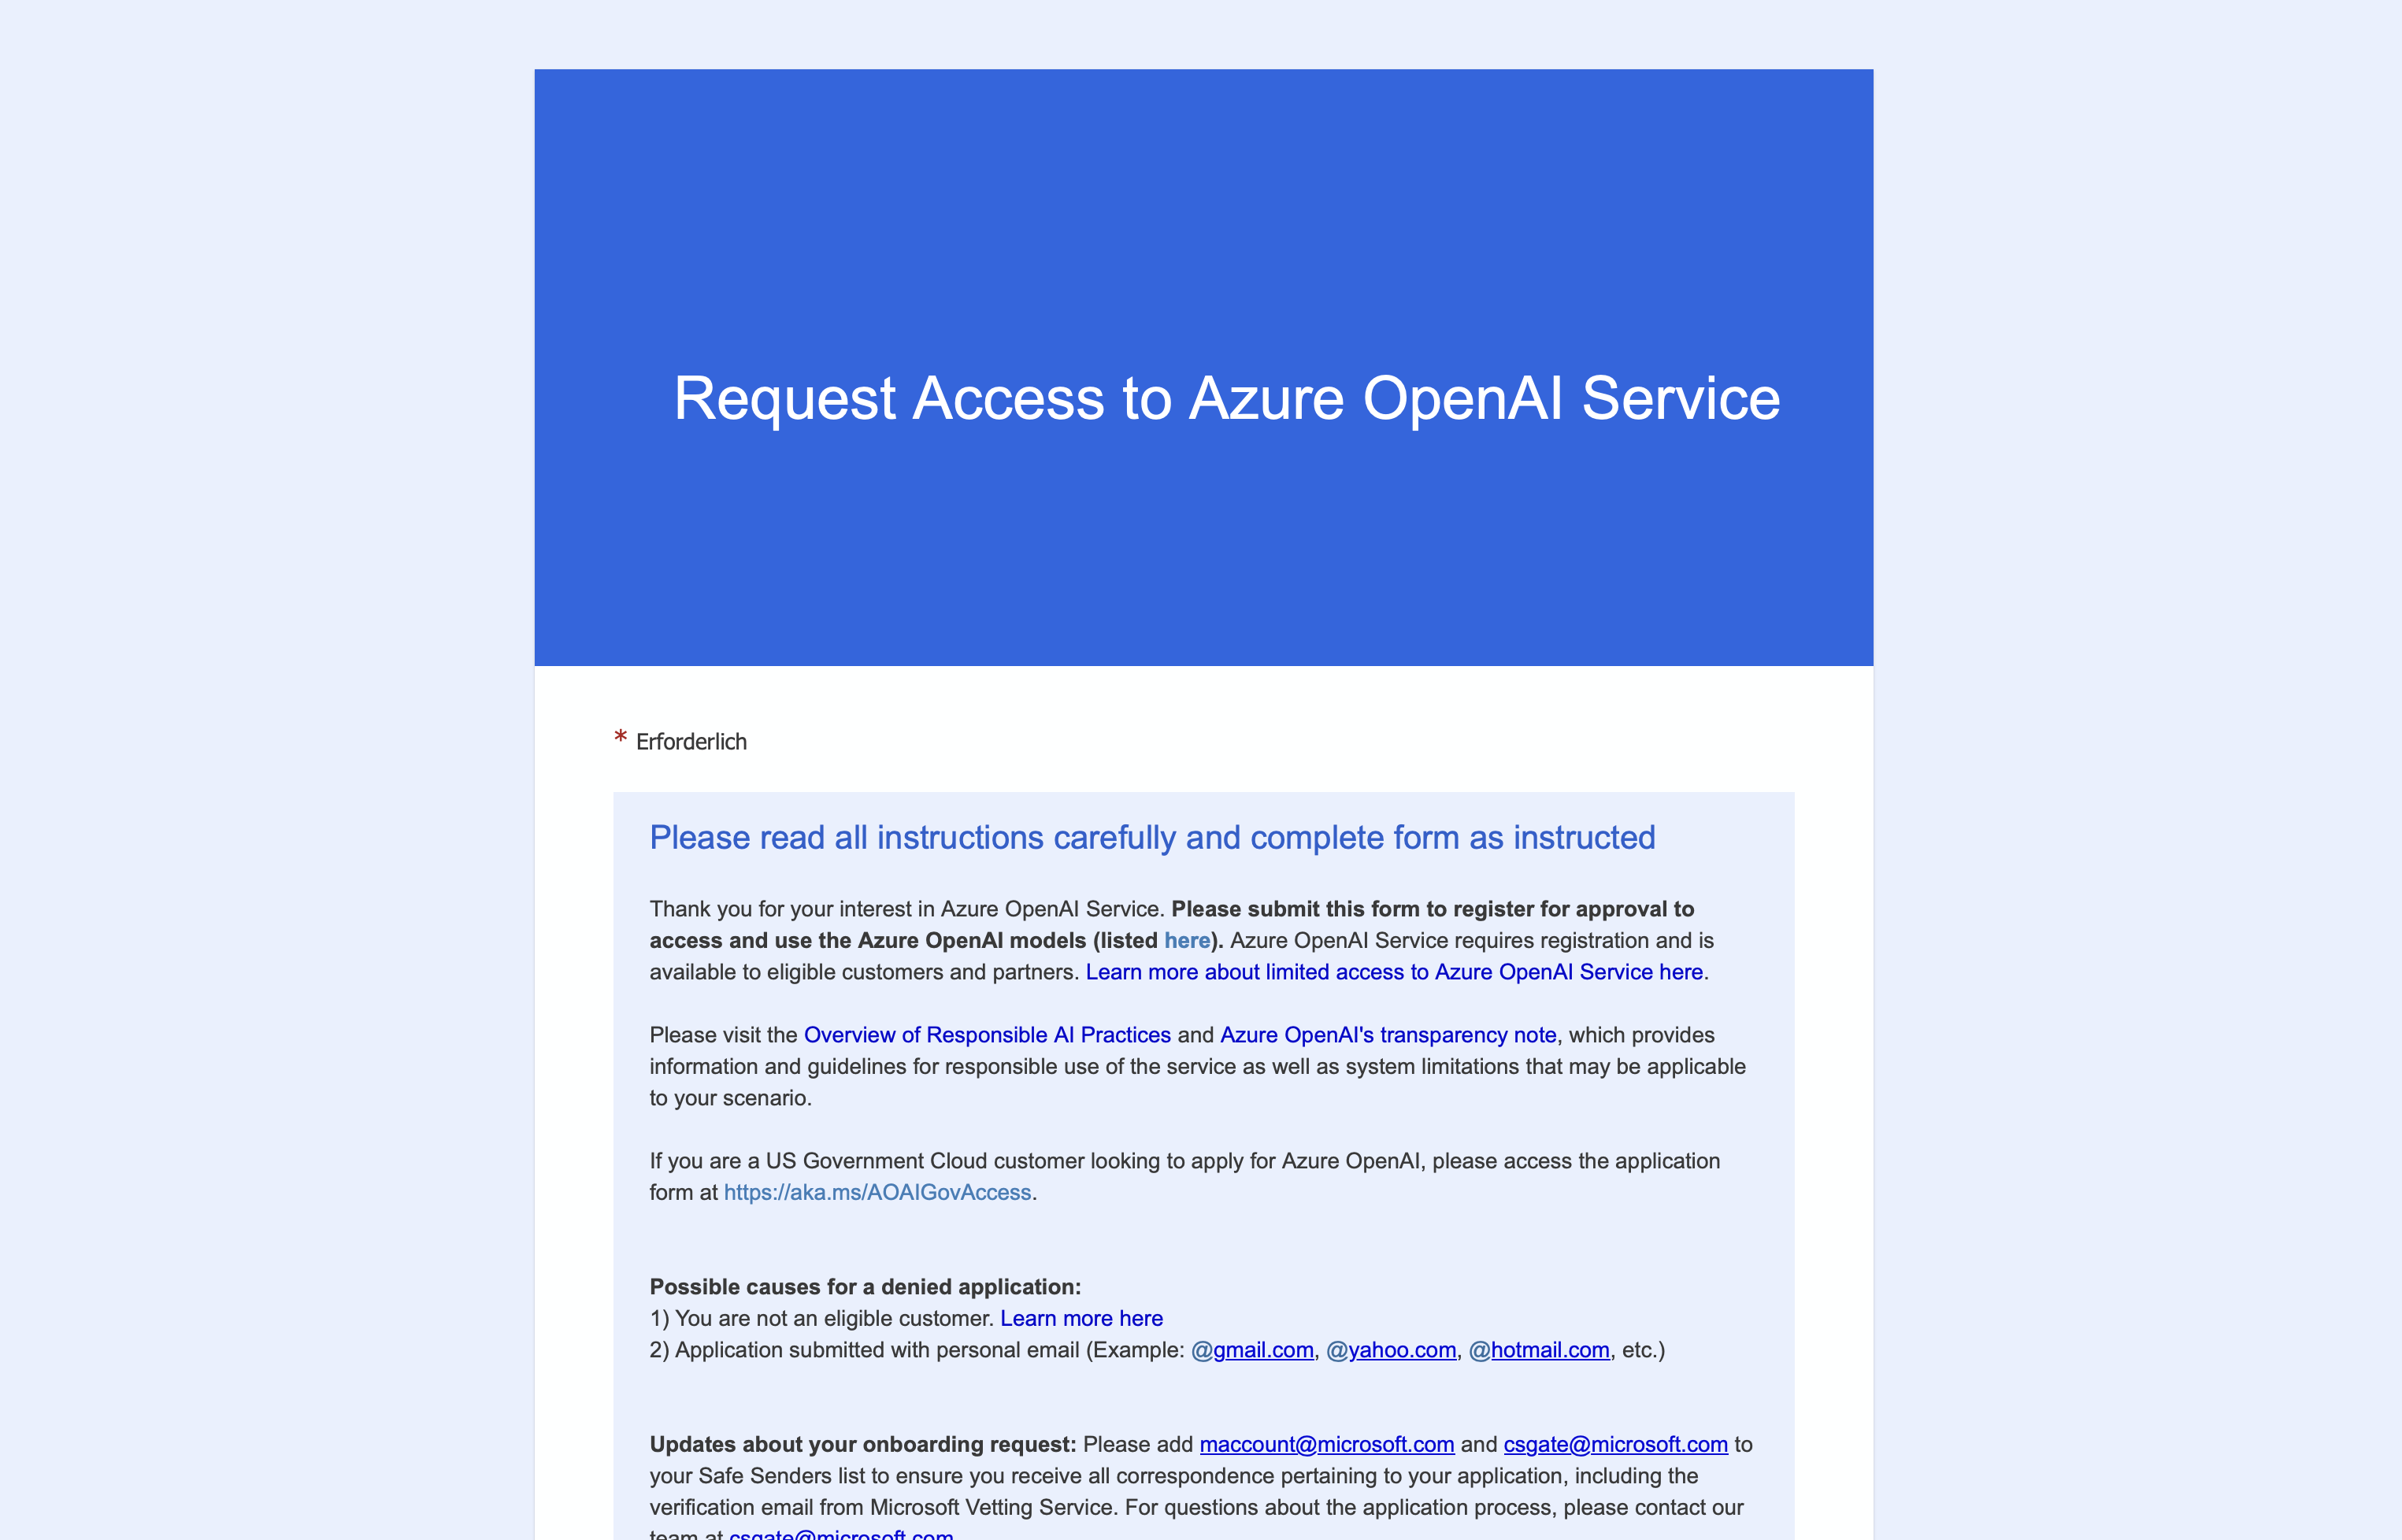 Request Access to Azure OpenAI Service
* Erforderlich
Please read all instructions carefully and complete form as instructed
Thank you for your interest in Azure OpenAI Service. Please submit this form to register for approval to
access and use the Azure OpenAI models (listed here). Azure OpenAI Service requires registration and is
available to eligible customers and partners. Learn more about limited access to Azure OpenAI Service here.
Please visit the Overview of Responsible AI Practices and Azure OpenAI's transparency note, which provides
information and guidelines for responsible use of the service as well as system limitations that may be applicable
to your scenario.
If you are a US Government Cloud customer looking to apply for Azure OpenAI, please access the application
form at https://aka.ms/AOAIGovAccess.
Possible causes for a denied application:
1) You are not an eligible customer. Learn more here
2) Application submitted with personal email (Example: @gmail.com, @yahoo.com, @hotmail.com, etc.)
Updates about your onboarding request: Please add maccount@microsoft.com and csgate@microsoft.com to
your Safe Senders list to ensure you receive all correspondence pertaining to your application, including the
verification email from Microsoft Vetting Service. For questions about the application process, please contact our
team at csgate@microsoft.com